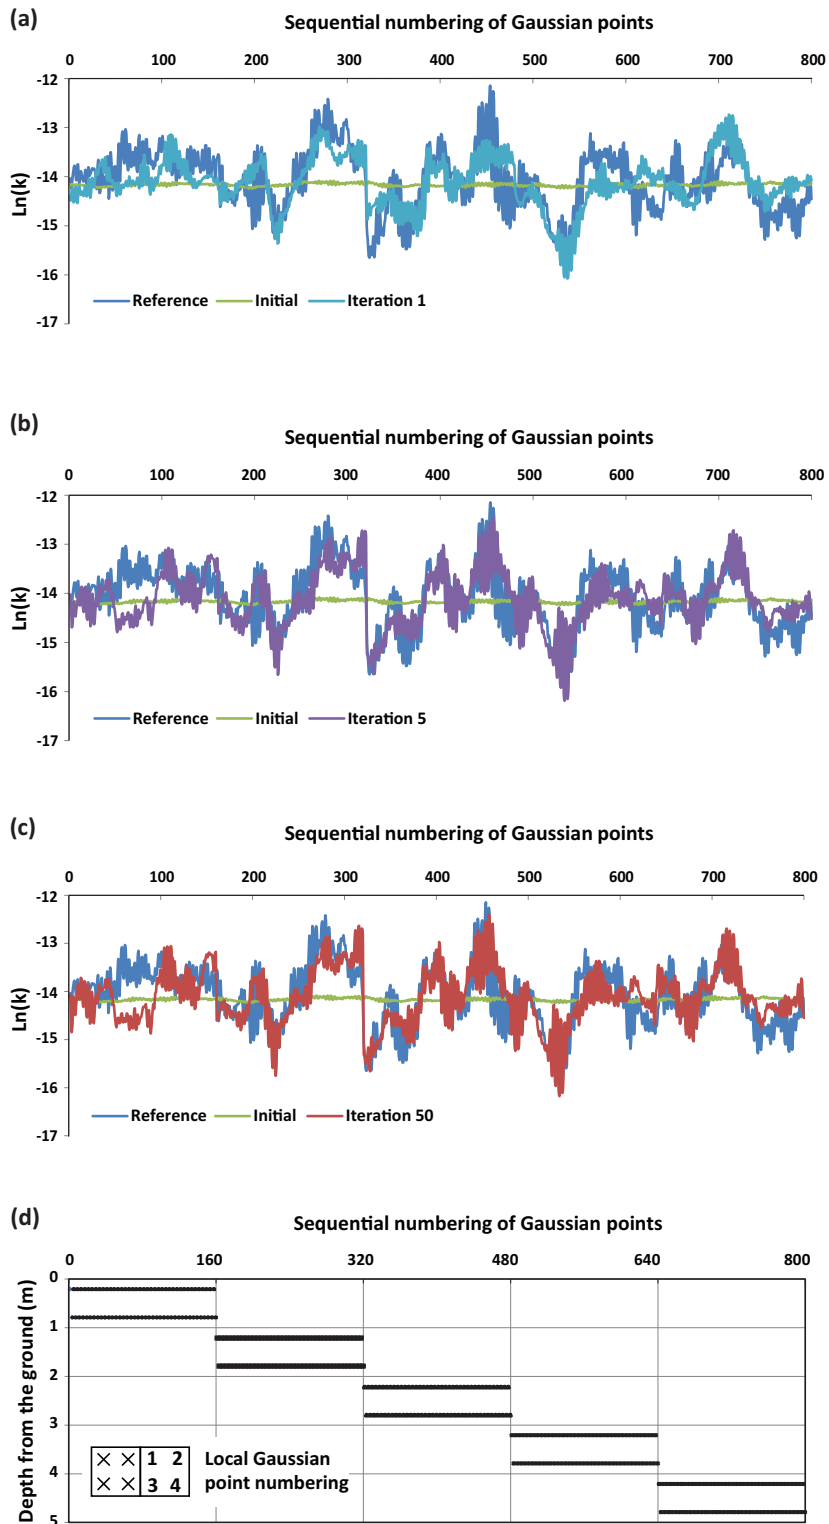 (a)
Sequential numbering of Gaussian points
0 100 200 300 400 500 600 700 800
-12
-13
-14
-15
-16
-17
Ln(k)
Reference Initial Iteration 1
(b)
Sequential numbering of Gaussian points
0 100 200 300 400 500 600 700 800
-12
-13
-14
-15
-16
-17
Ln(k)
Reference Initial Iteration 5
(c)
Sequential numbering of Gaussian points
0 100 200 300 400 500 600 700 800
-12
-13
-14
-15
-16
-17
Ln(k)
Reference Initial Iteration 50
(d)
Sequential numbering of Gaussian points
0 160 320 480 640 800
0
1
2
3
4
5
Depth from the ground (m)
1 2
3 4
Local Gaussian
point numbering